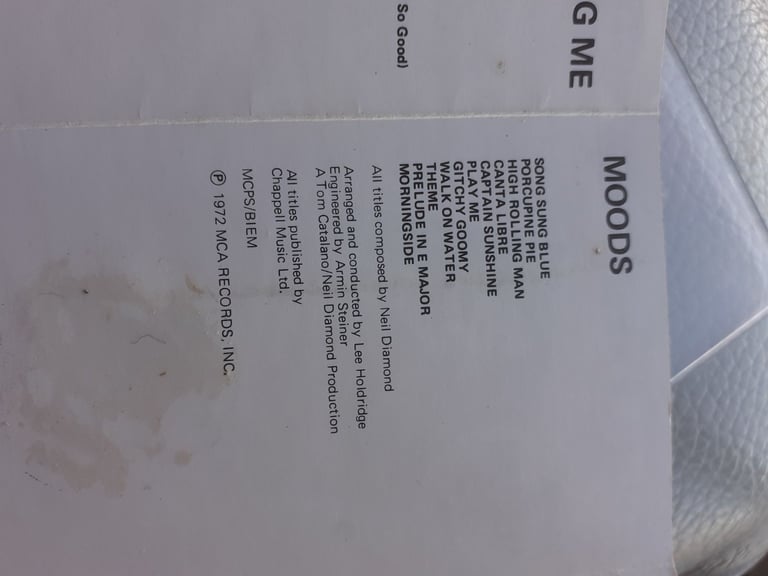 G ME
So Good)
MOODS
SONG SUNG BLUE
PORCUPINE PIE
HIGH ROLLING MAN
CANTA LIBRE
CAPTAIN SUNSHINE
PLAY ME
GITCHY GOOMY
WALK ON WATER
THEME
PRELUDE IN E MAJOR
MORNINGSIDE
All titles composed by Neil Diamond
Arranged and conducted by Lee Holdridge
Engineered by Armin Steiner
A Tom Catalano/Neil Diamond Production
All titles published by
Chappell Music Ltd.
MCPS/BIEM
℗ 1972 MCA RECORDS, INC.